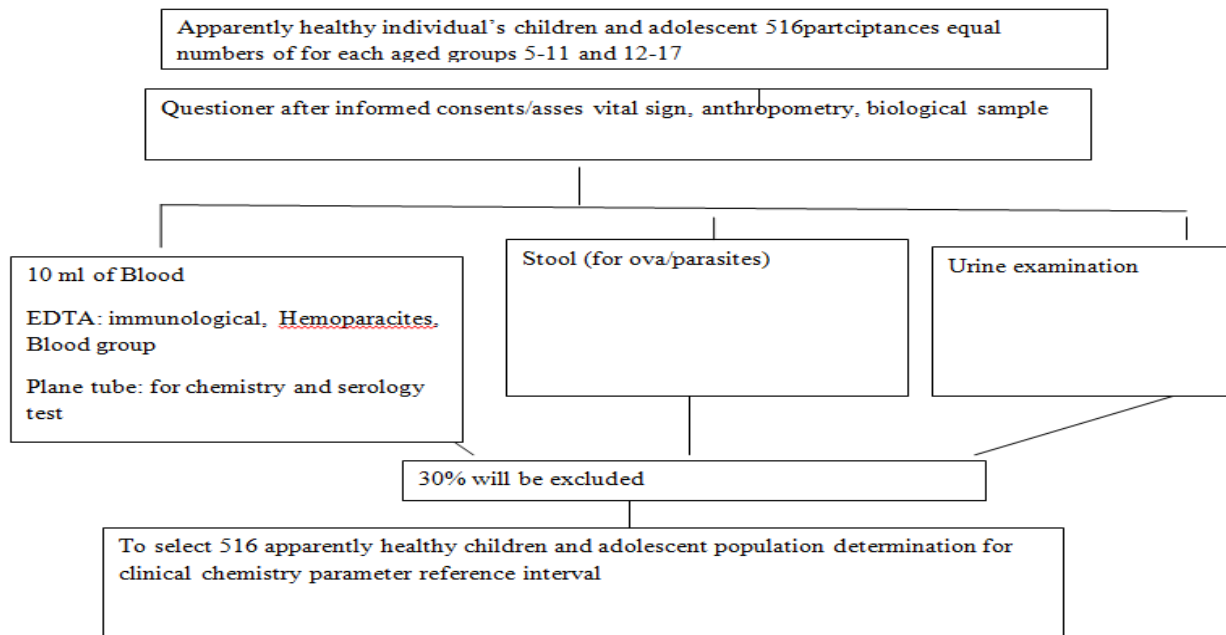 Apparently healthy individual's children and adolescent 516partciptances equal
numbers of for each aged groups 5-11 and 12-17
Questioner after informed consents/asses vital sign, anthropometry, biological sample
10 ml of Blood
EDTA: immunological, Hemoparacites,
Blood group
Plane tube: for chemistry and serology
test
Stool (for ova/parasites)
Urine examination
30% will be excluded
To select 516 apparently healthy children and adolescent population determination for
clinical chemistry parameter reference interval